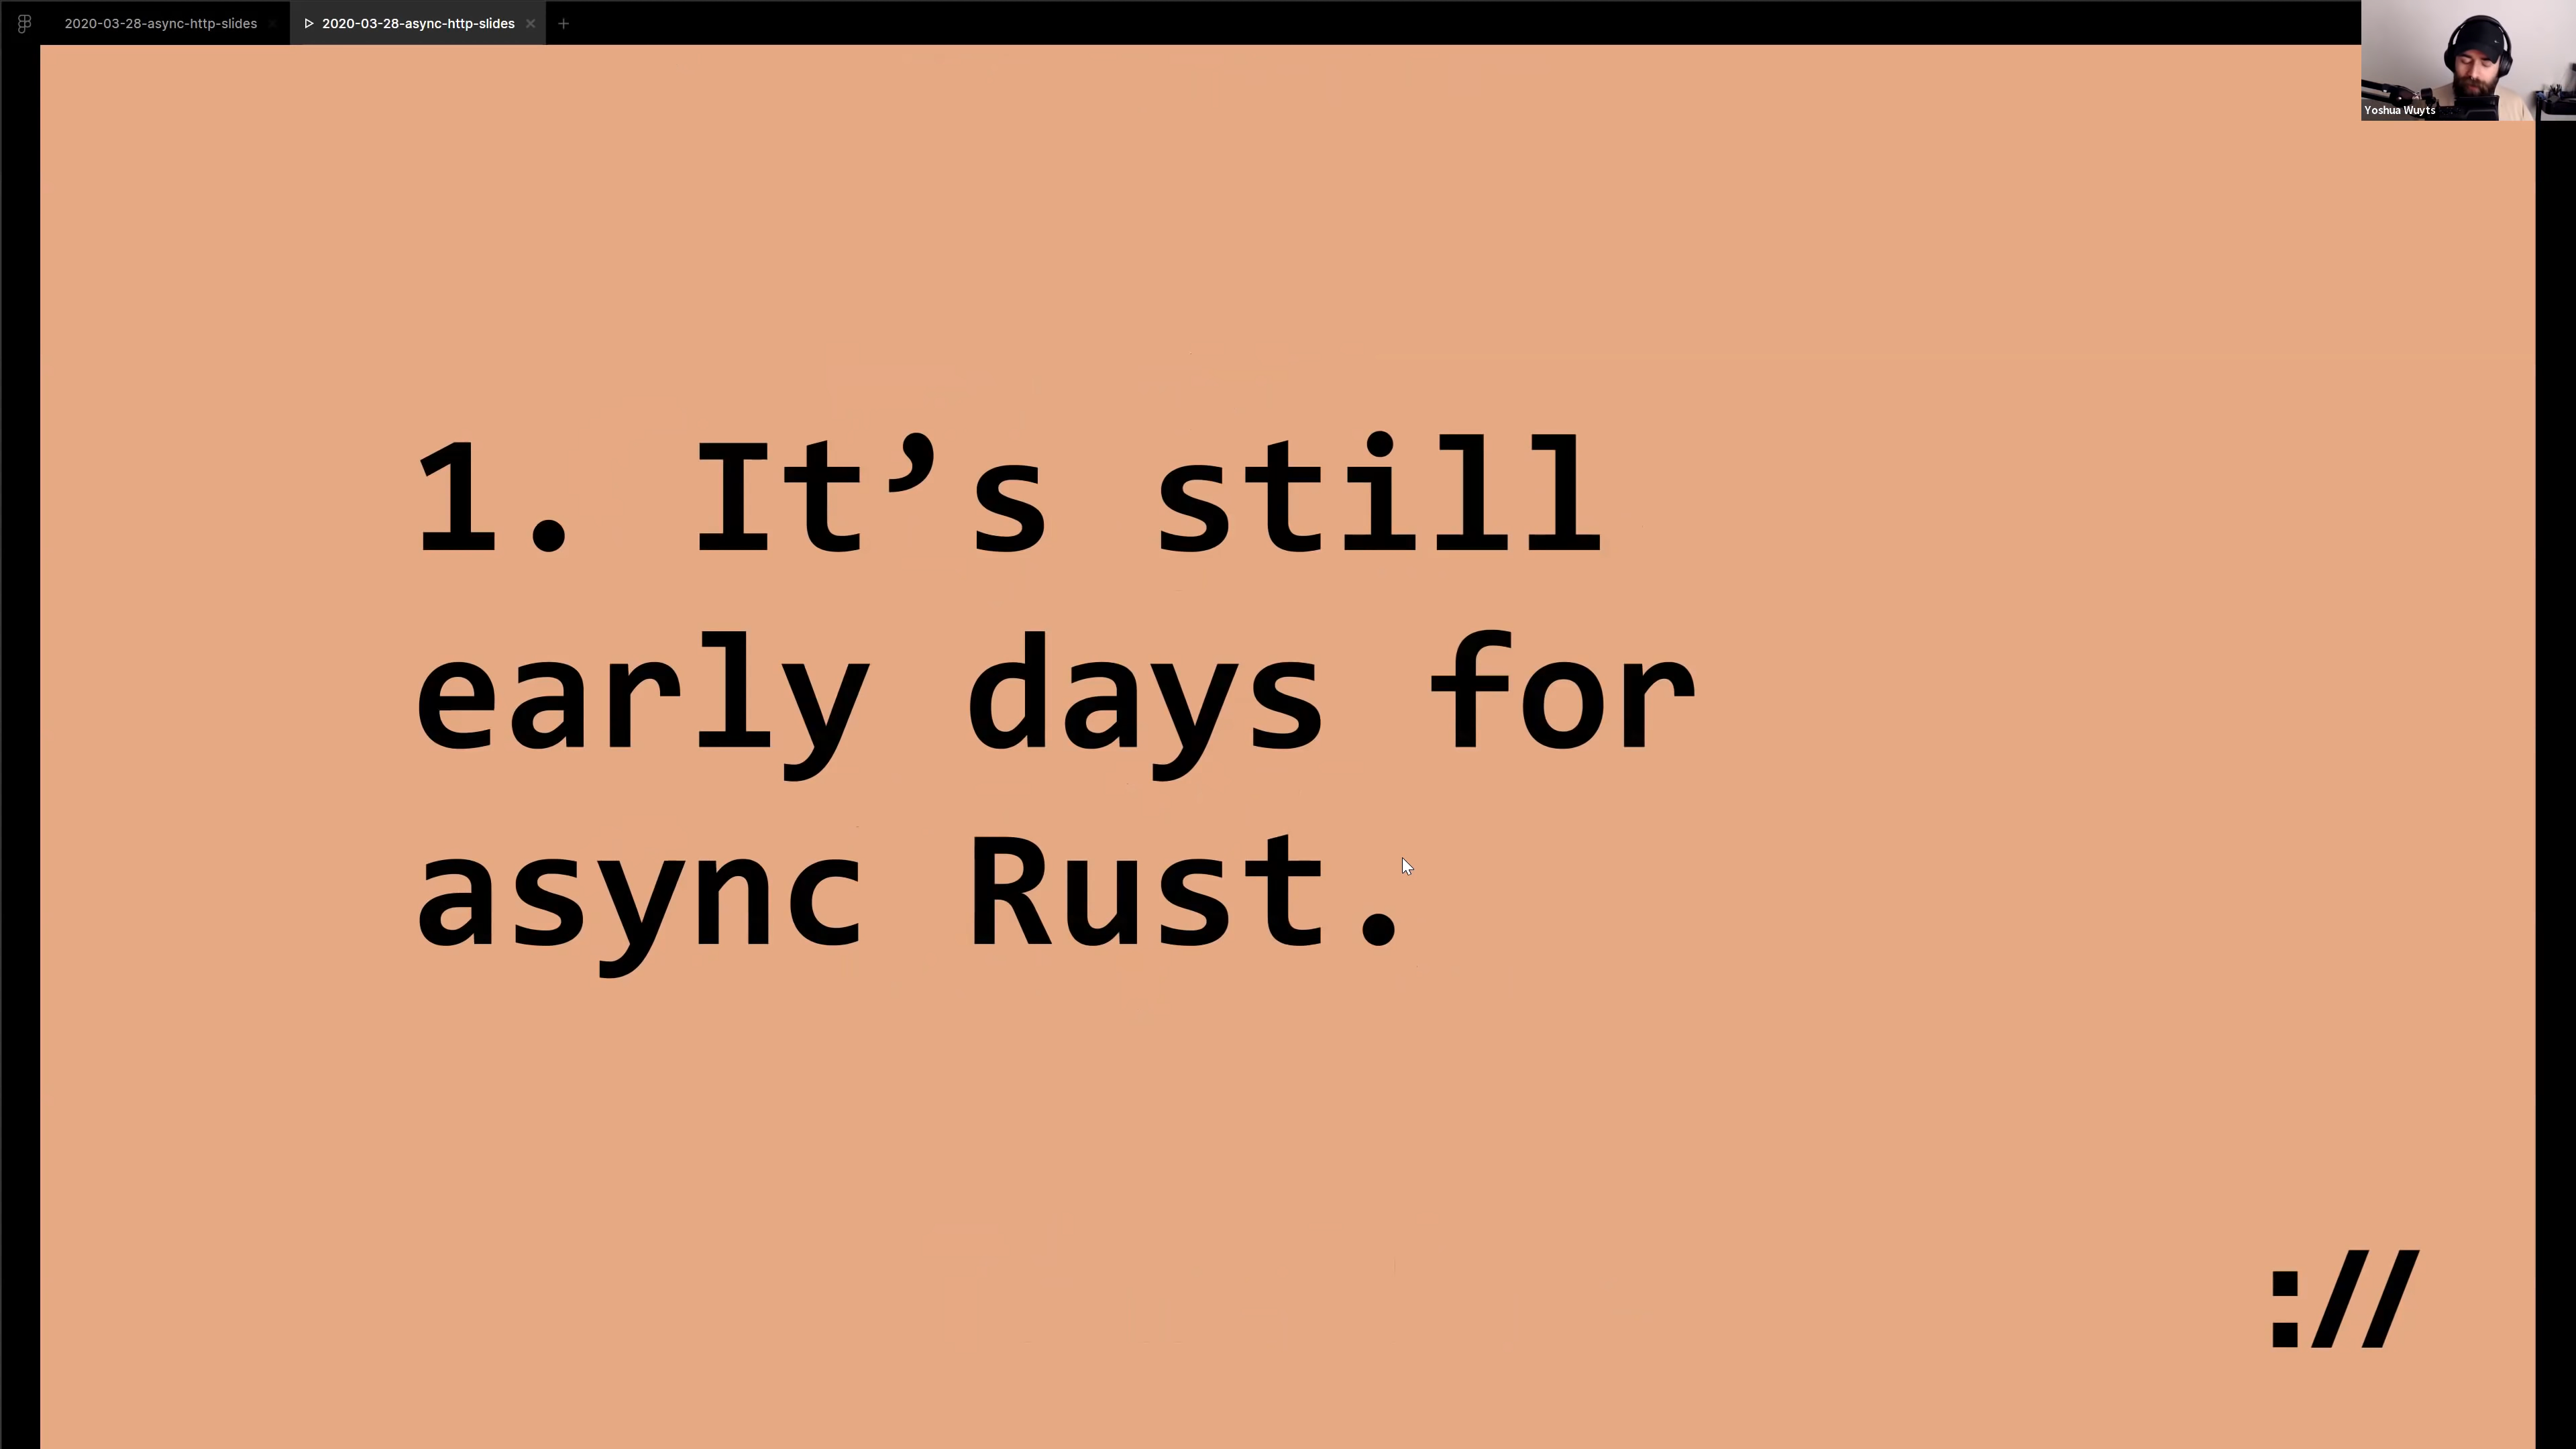 2020-03-28-async-http-slides
2020-03-28-async-http-slides
Yoshua Wuyts
1. It’s still
early days for
async Rust.
://